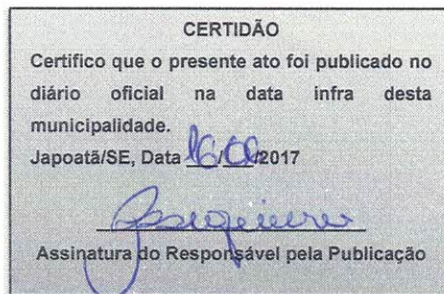 CERTIDÃO
Certifico que o presente ato foi publicado no
diário oficial na data infra desta
municipalidade.
Japoatã/SE, Data 16/ /2017
Assinatura do Responsável pela Publicação